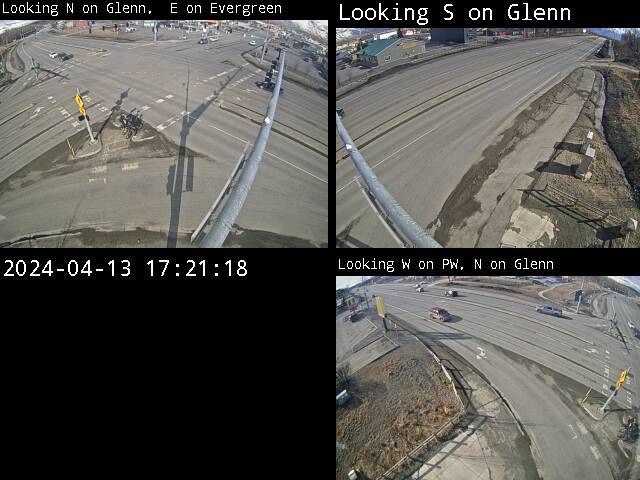 Looking N on Glenn,  E on Evergreen
Looking S on Glenn
2024-04-13 17:21:18
Looking W on PW, N on Glenn